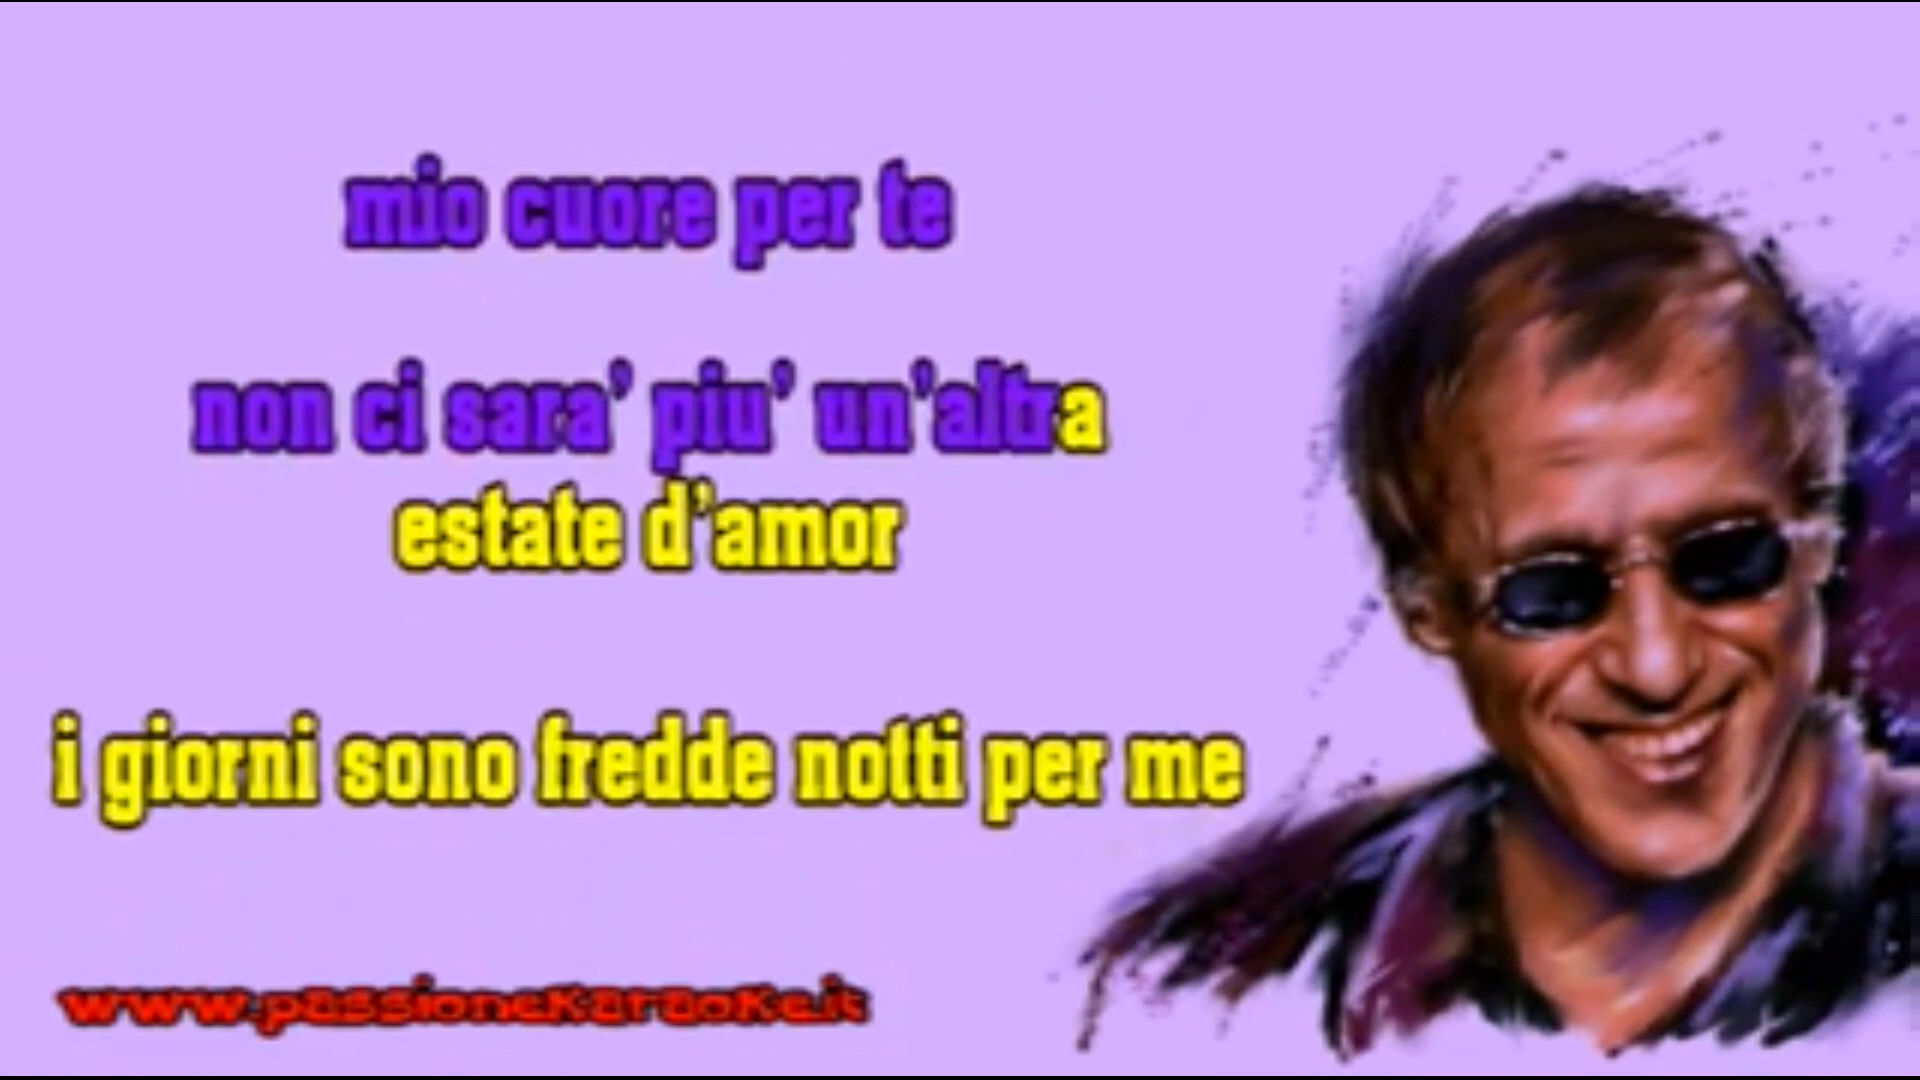 mio cuore per te
non ci sara' piu' un'altra
estate d'amor
i giorni sono fredde notti per me
www.passionekaraoke.it